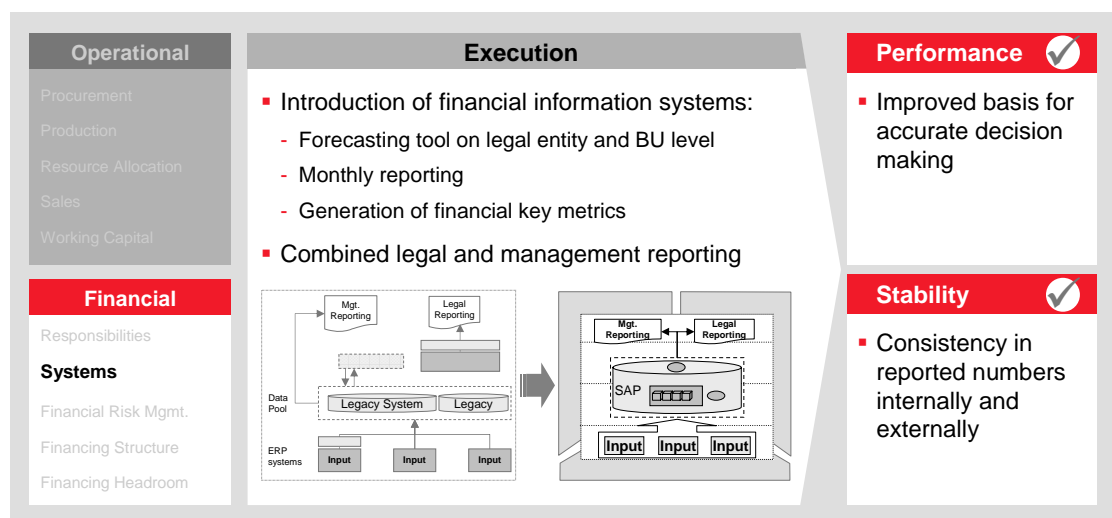 Operational
Procurement
Production
Resource Allocation
Sales
Working Capital
Financial
Responsibilities
Systems
Financial Risk Mgmt.
Financing Structure
Financing Headroom
Execution
▪ Introduction of financial information systems:
- Forecasting tool on legal entity and BU level
- Monthly reporting
- Generation of financial key metrics
▪ Combined legal and management reporting
Mgt.
Reporting
Legal
Reporting
Data
Pool
Legacy System
Legacy
ERP
systems
Input
Input
Input
Mgt.
Reporting
Legal
Reporting
SAP
Input
Input
Input
Performance
▪ Improved basis for
accurate decision
making
Stability
▪ Consistency in
reported numbers
internally and
externally